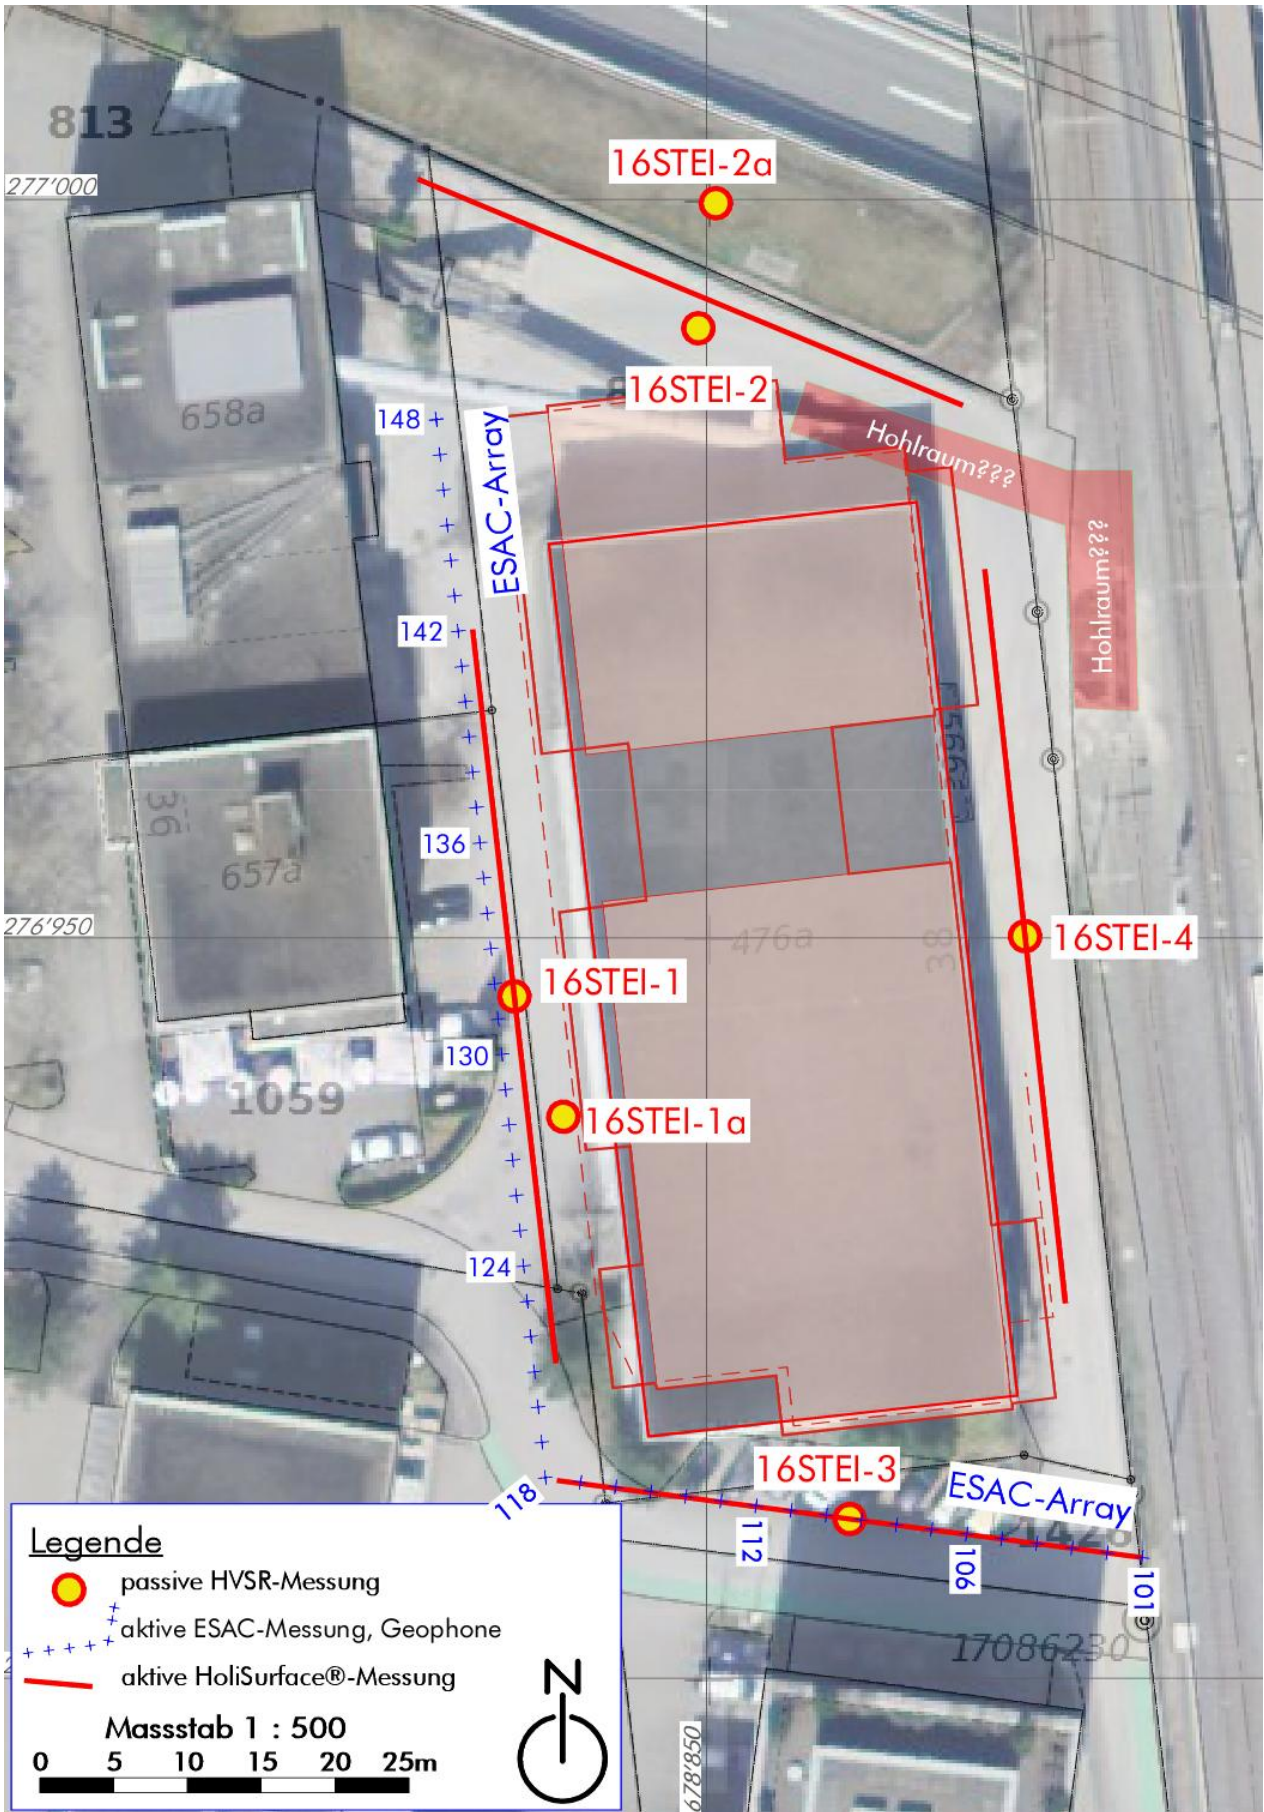 813
16STEI-2a
277'000
16STEI-2
658a
148
ESAC-Array
Hohlraum???
Hohlraum???
142
36
136
657a
276'950
476a
38
16STEI-4
16STEI-1
130
1059
16STEI-1a
124
16STEI-3
118
ESAC-Array
112
106
101
1428
17086230
678'850
Legende
passive HVSR-Messung
aktive ESAC-Messung, Geophone
aktive HoliSurface®-Messung
Massstab 1 : 500
0 5 10 15 20 25m
N